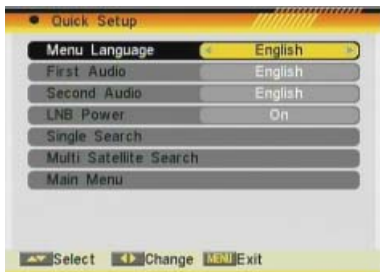 Quick Setup
Menu Language English
First Audio English
Second Audio English
LNB Power On
Single Search
Multi Satellite Search
Main Menu
Select Change MENU Exit